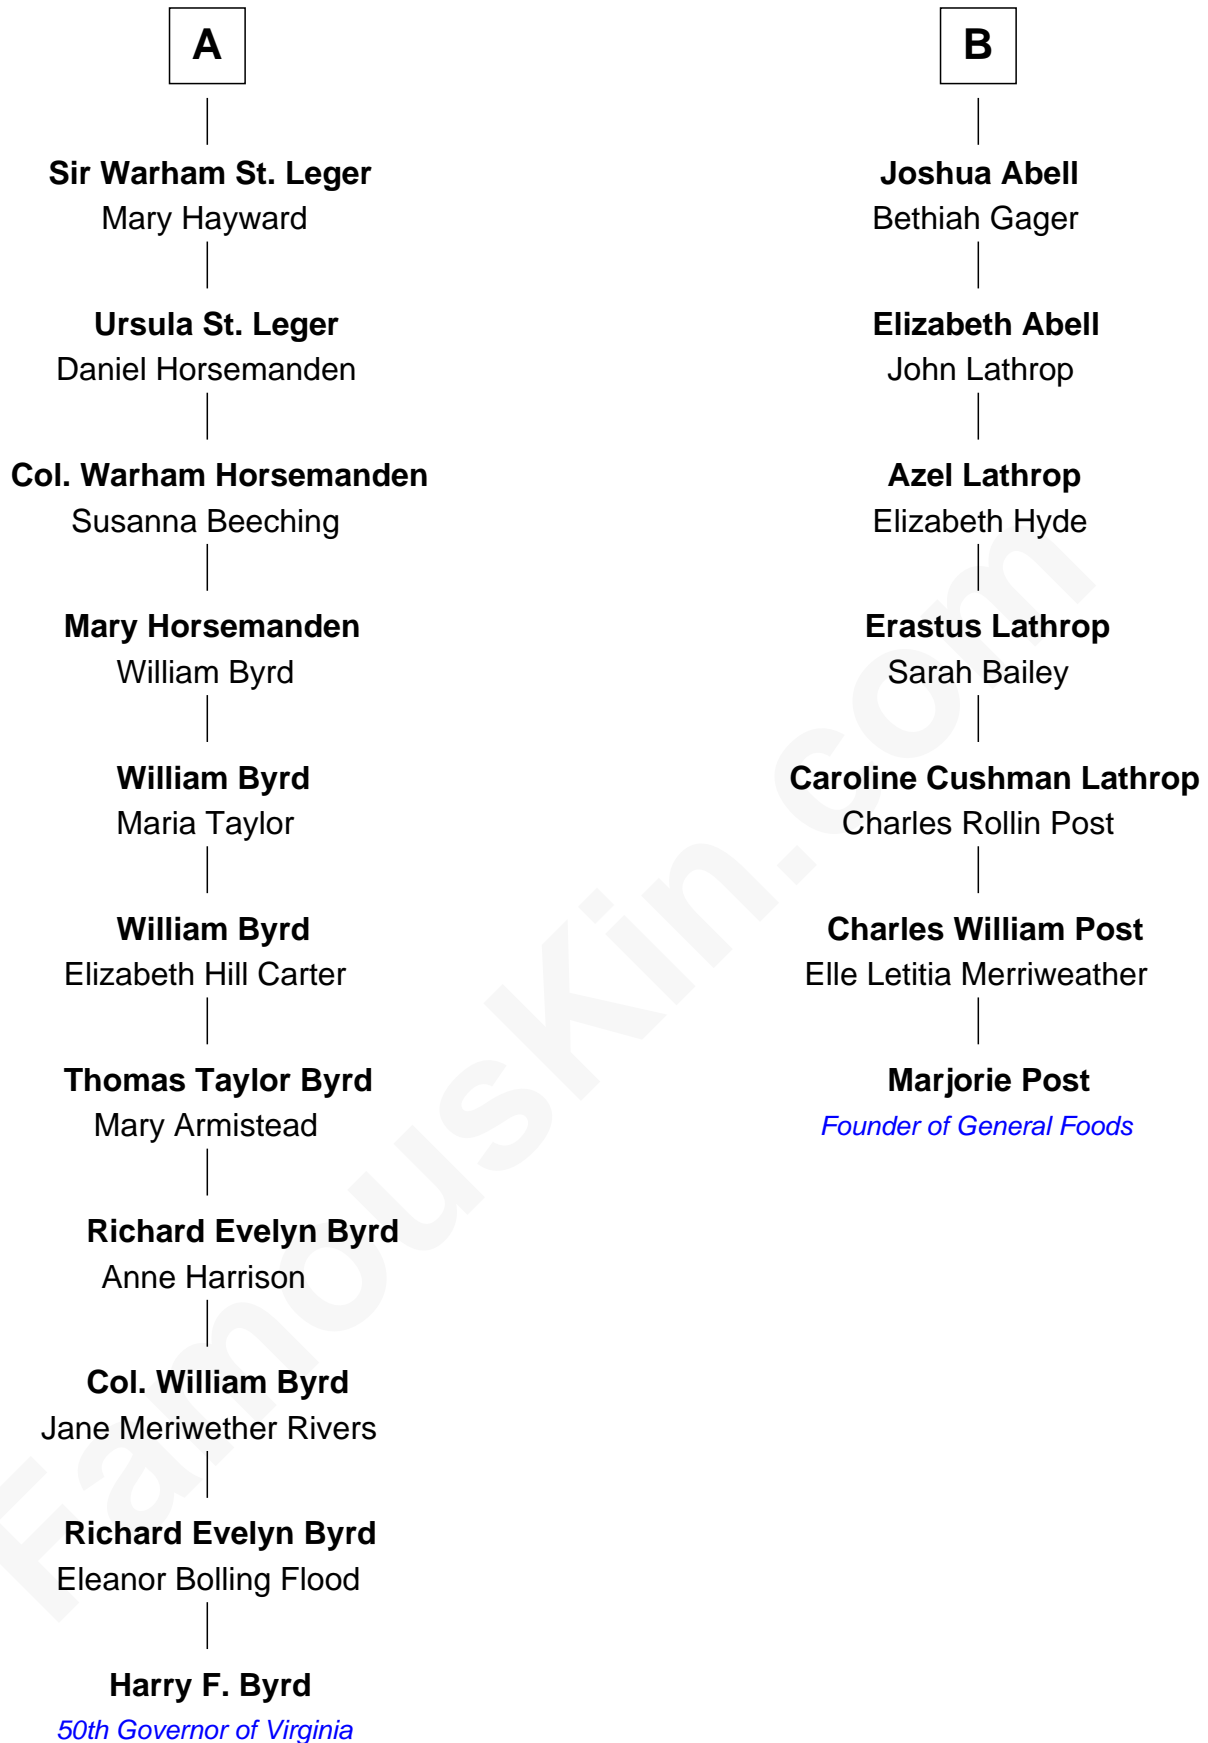 A
Sir Warham St. Leger
Mary Hayward
Ursula St. Leger
Daniel Horsemanden
Col. Warham Horsemanden
Susanna Beeching
Mary Horsemanden
William Byrd
William Byrd
Maria Taylor
William Byrd
Elizabeth Hill Carter
Thomas Taylor Byrd
Mary Armistead
Richard Evelyn Byrd
Anne Harrison
Col. William Byrd
Jane Meriwether Rivers
Richard Evelyn Byrd
Eleanor Bolling Flood
Harry F. Byrd
50th Governor of Virginia
B
Joshua Abell
Bethiah Gager
Elizabeth Abell
John Lathrop
Azel Lathrop
Elizabeth Hyde
Erastus Lathrop
Sarah Bailey
Caroline Cushman Lathrop
Charles Rollin Post
Charles William Post
Elle Letitia Merriweather
Marjorie Post
Founder of General Foods
FamousKin.com